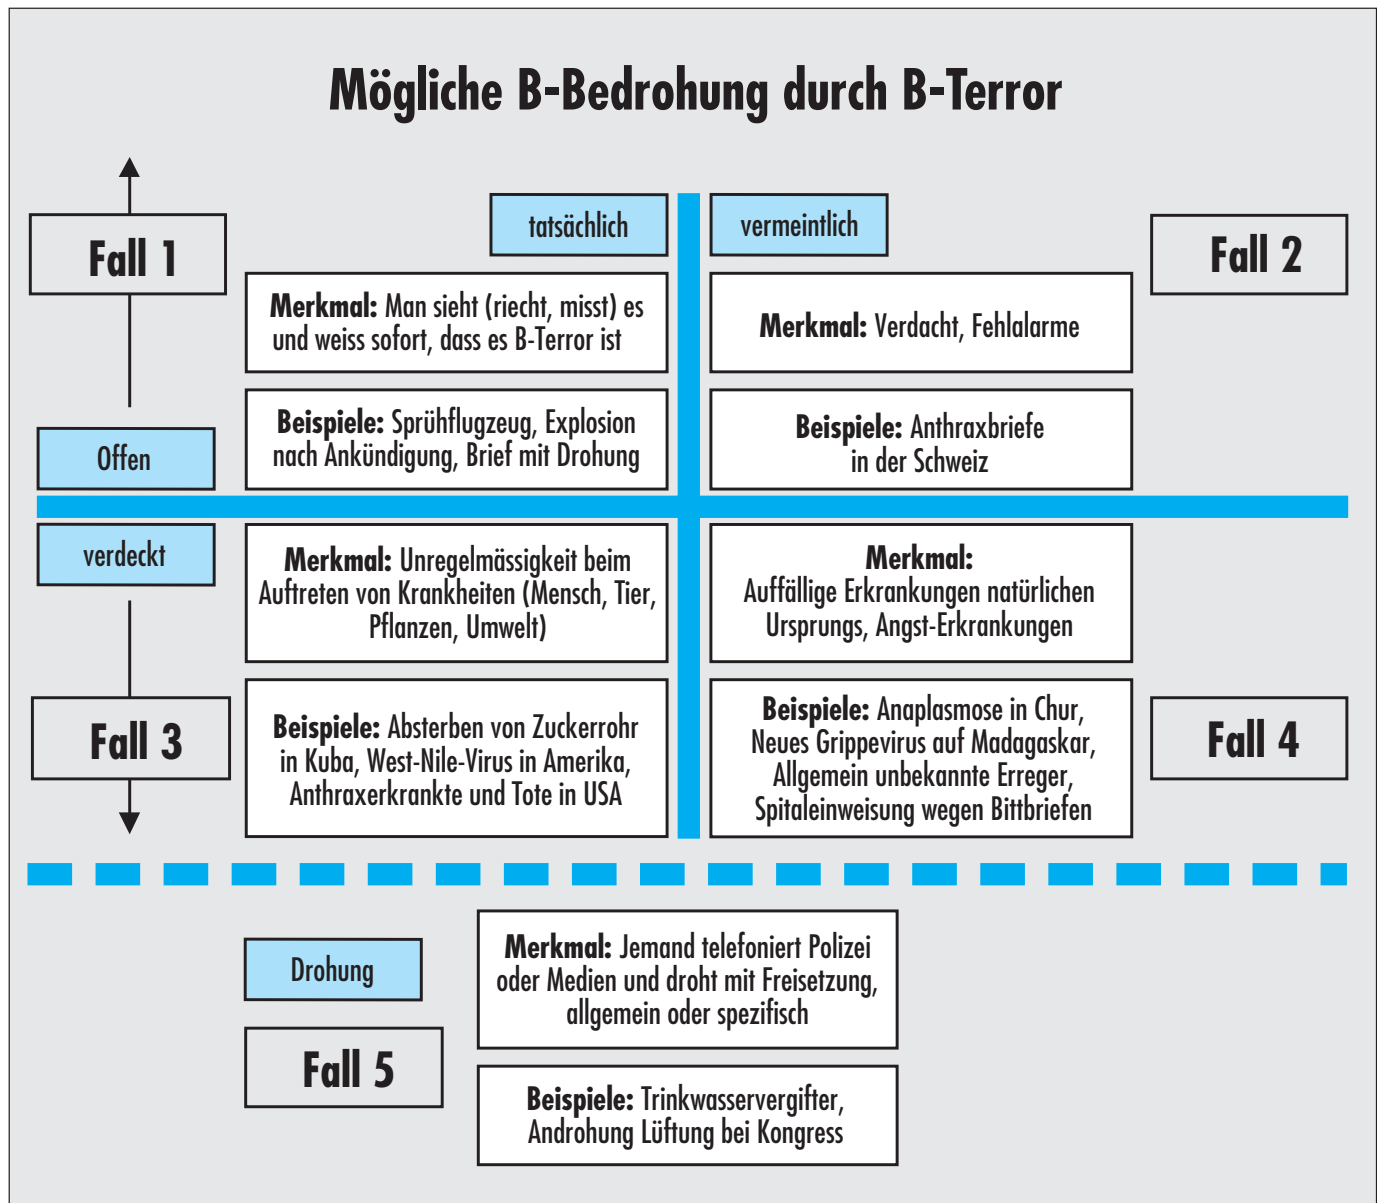 Mögliche B-Bedrohung durch B-Terror
Fall 1
tatsächlich
vermeintlich
Fall 2
Merkmal: Man sieht (riecht, misst) es
und weiss sofort, dass es B-Terror ist
Merkmal: Verdacht, Fehlalarme
Offen
Beispiele: Sprühflugzeug, Explosion
nach Ankündigung, Brief mit Drohung
Beispiele: Anthraxbriefe
in der Schweiz
verdeckt
Merkmal: Unregelmässigkeit beim
Auftreten von Krankheiten (Mensch, Tier,
Pflanzen, Umwelt)
Merkmal:
Auffällige Erkrankungen natürlichen
Ursprungs, Angst-Erkrankungen
Fall 3
Beispiele: Absterben von Zuckerrohr
in Kuba, West-Nile-Virus in Amerika,
Anthraxerkrankte und Tote in USA
Beispiele: Anaplasmose in Chur,
Neues Grippevirus auf Madagaskar,
Allgemein unbekannte Erreger,
Spitaleinweisung wegen Bittbriefen
Fall 4
Drohung
Fall 5
Merkmal: Jemand telefoniert Polizei
oder Medien und droht mit Freisetzung,
allgemein oder spezifisch
Beispiele: Trinkwasservergifter,
Androhung Lüftung bei Kongress